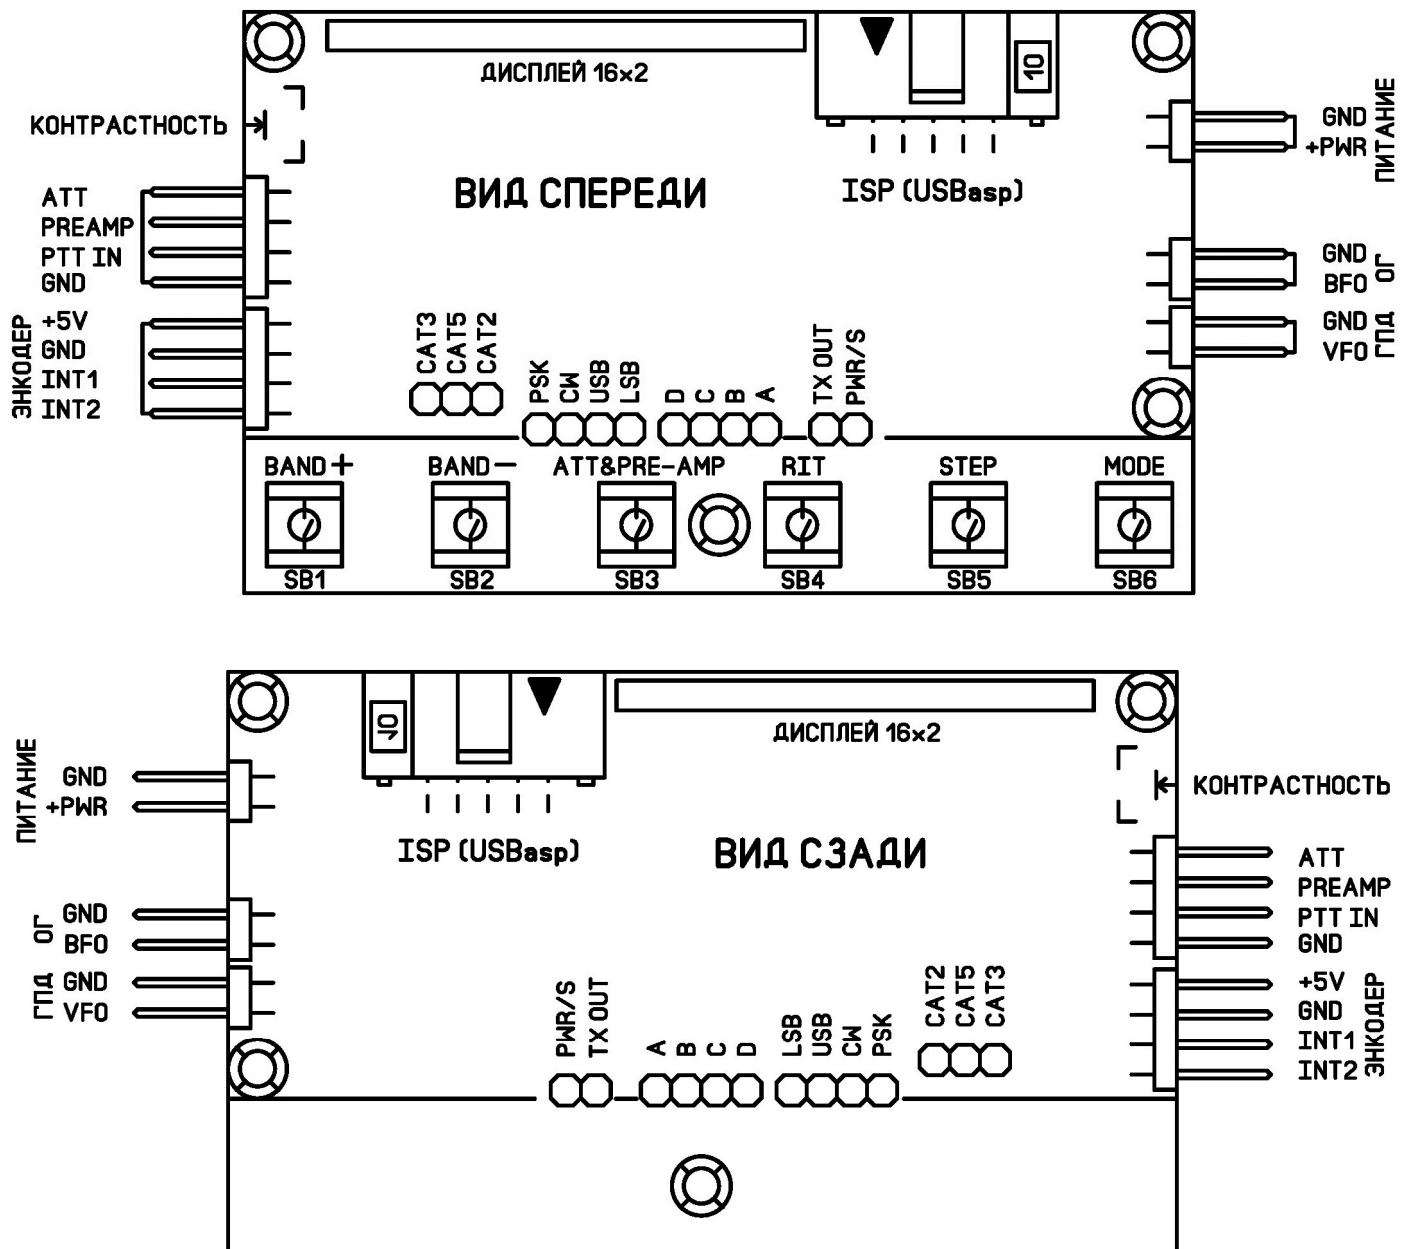 ДИСПЛЕЙ 16x2
10
КОНТРАСТНОСТЬ
GND
+PWR
ПИТАНИЕ
ВИД СПЕРЕДИ
ISP (USBasp)
ATT
PREAMP
PTT IN
GND
GND
BFO
ОГ
ЭНКОДЕР
+5V
GND
INT1
INT2
GND
VFO
ГПД
CAT3
CAT5
CAT2
PSK
CW
USB
LSB
D
C
B
A
TX OUT
PWR/S
BAND+
BAND-
ATT&PRE-AMP
RIT
STEP
MODE
SB1
SB2
SB3
SB4
SB5
SB6
10
ДИСПЛЕЙ 16x2
ПИТАНИЕ
GND
+PWR
КОНТРАСТНОСТЬ
ISP (USBasp)
ВИД СЗАДИ
ATT
PREAMP
PTT IN
GND
ОГ
GND
BFO
ГПД
GND
VFO
+5V
GND
INT1
INT2
ЭНКОДЕР
PWR/S
TX OUT
A
B
C
D
LSB
USB
CW
PSK
CAT2
CAT5
CAT3